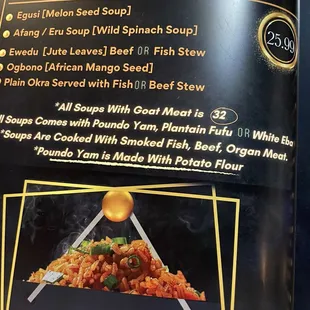 Egusi [Melon Seed Soup]
Afang / Eru Soup [Wild Spinach Soup]
25.99
Ewedu [Jute Leaves] Beef OR Fish Stew
Ogbono [African Mango Seed]
Plain Okra Served with Fish OR Beef Stew
*All Soups With Goat Meat is 32
ll Soups Comes with Poundo Yam, Plantain Fufu OR White Eba
*Soups Are Cooked With Smoked Fish, Beef, Organ Meat.
*Poundo Yam is Made With Potato Flour